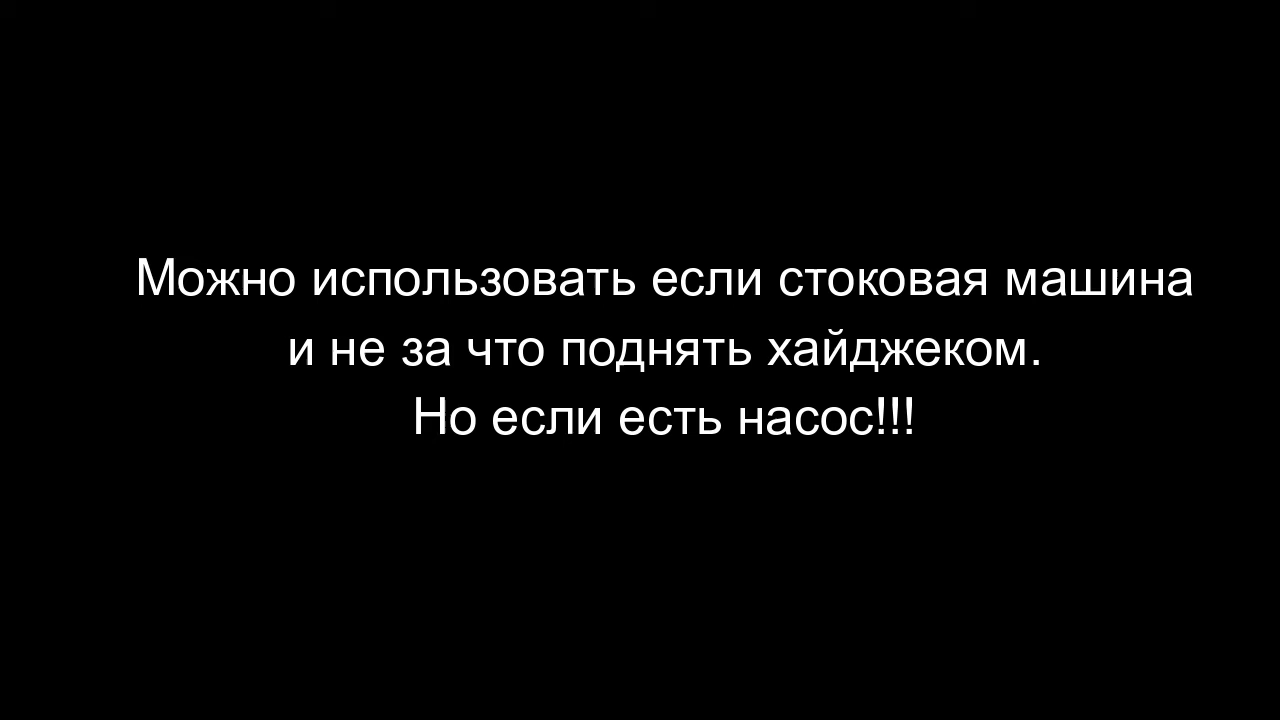 Можно использовать если стоковая машина
и не за что поднять хайджеком.
Но если есть насос!!!